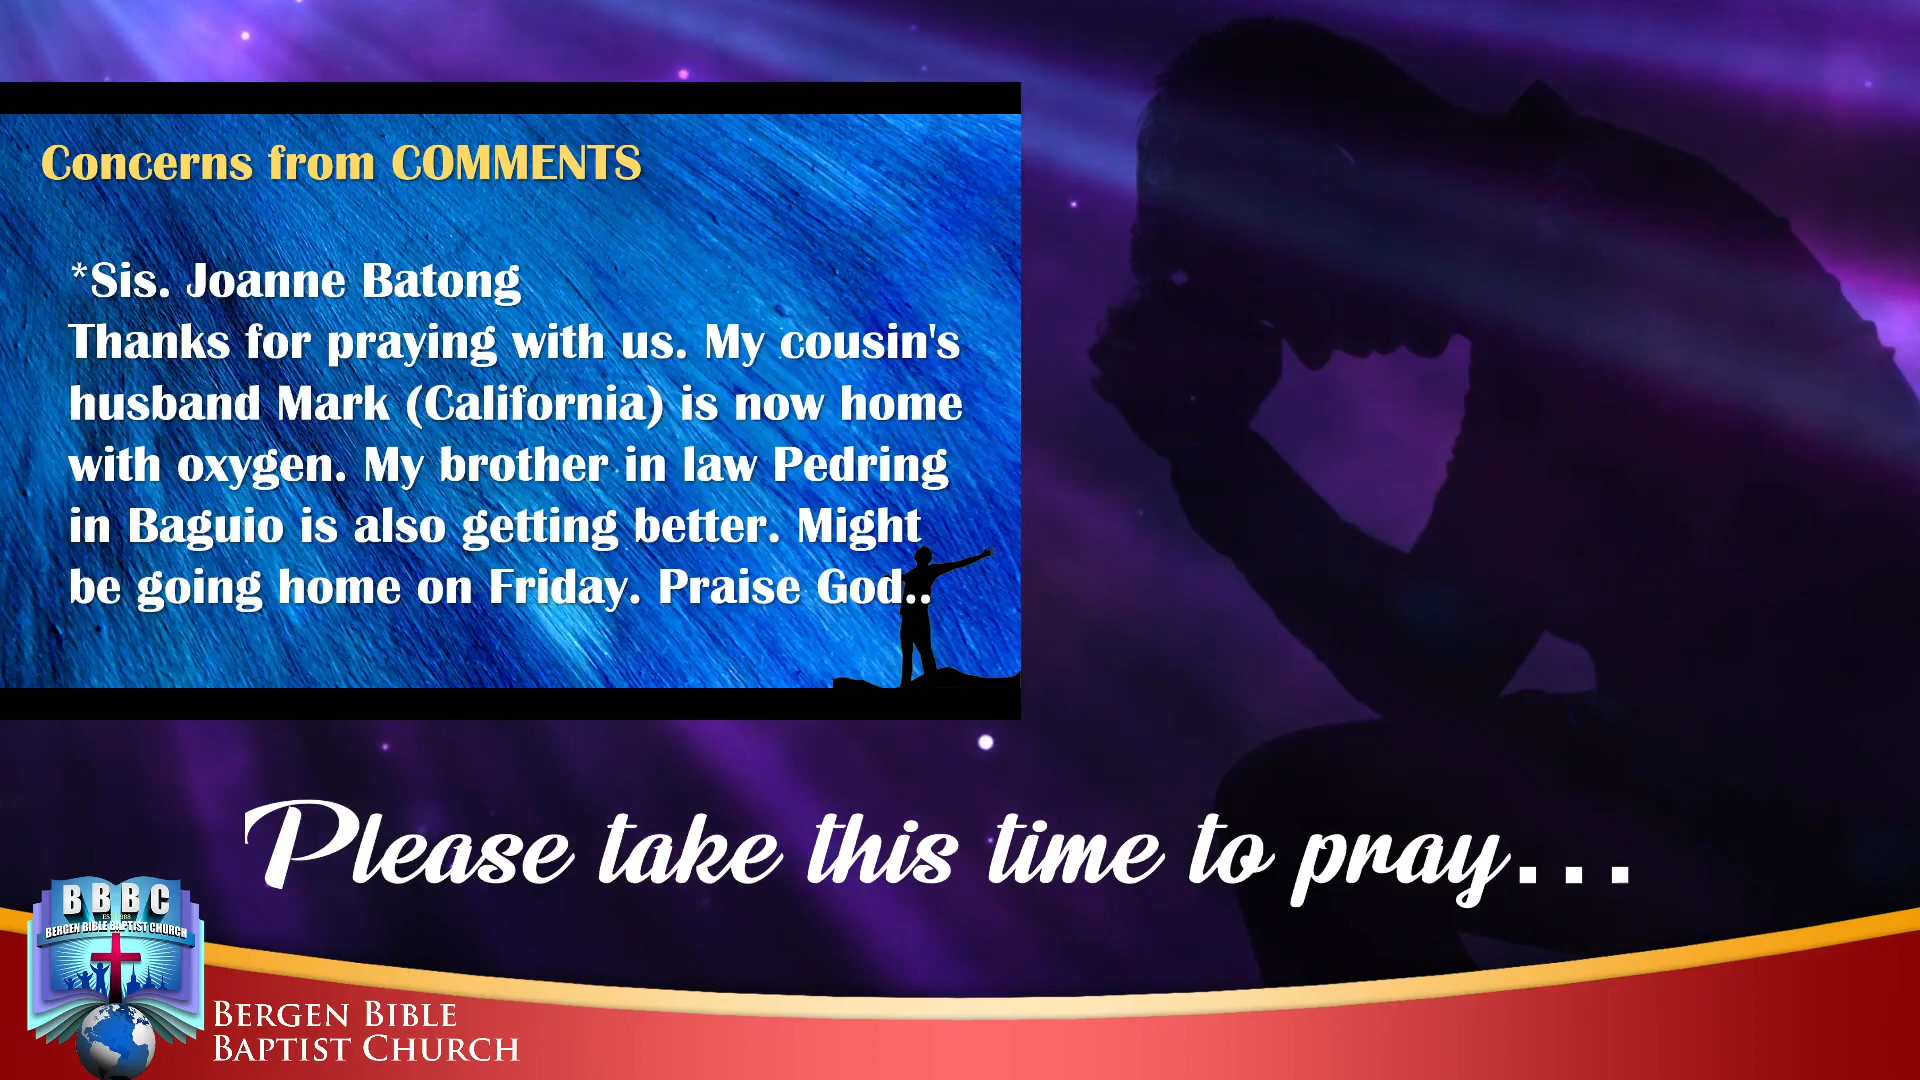 Concerns from COMMENTS
*Sis. Joanne Batong
Thanks for praying with us. My cousin's
husband Mark (California) is now home
with oxygen. My brother in law Pedring
in Baguio is also getting better. Might
be going home on Friday. Praise God..
Please take this time to pray...
BBBC
BERGEN BIBLE BAPTIST CHURCH
BERGEN BIBLE
BAPTIST CHURCH